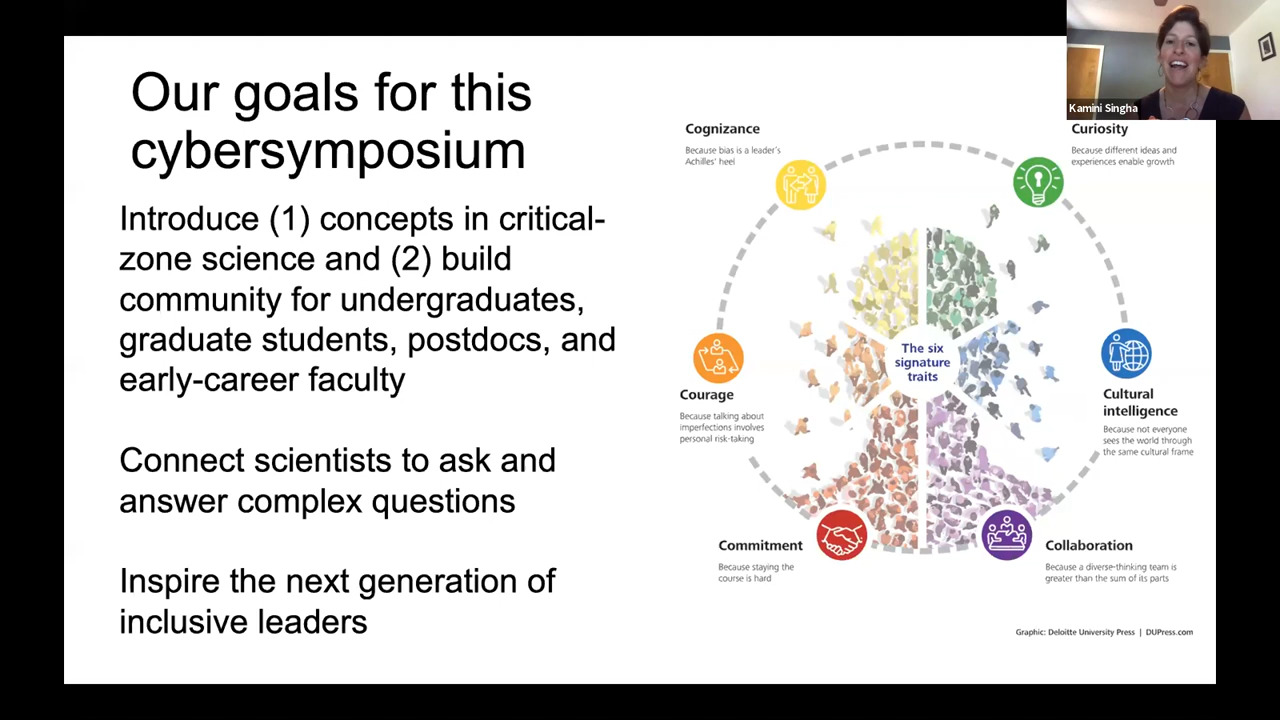 Our goals for this
cybersymposium
Introduce (1) concepts in critical-
zone science and (2) build
community for undergraduates,
graduate students, postdocs, and
early-career faculty
Connect scientists to ask and
answer complex questions
Inspire the next generation of
inclusive leaders
Kamini Singha
Cognizance
Because bias is a leader's
Achilles' heel
Curiosity
Because different ideas and
experiences enable growth
The six
signature
traits
Courage
Because talking about
imperfections involves
personal risk-taking
Cultural
intelligence
Because not everyone
sees the world through
the same cultural frame
Commitment
Because staying the
course is hard
Collaboration
Because a diverse-thinking team is
greater than the sum of its parts
Graphic: Deloitte University Press | DUPress.com